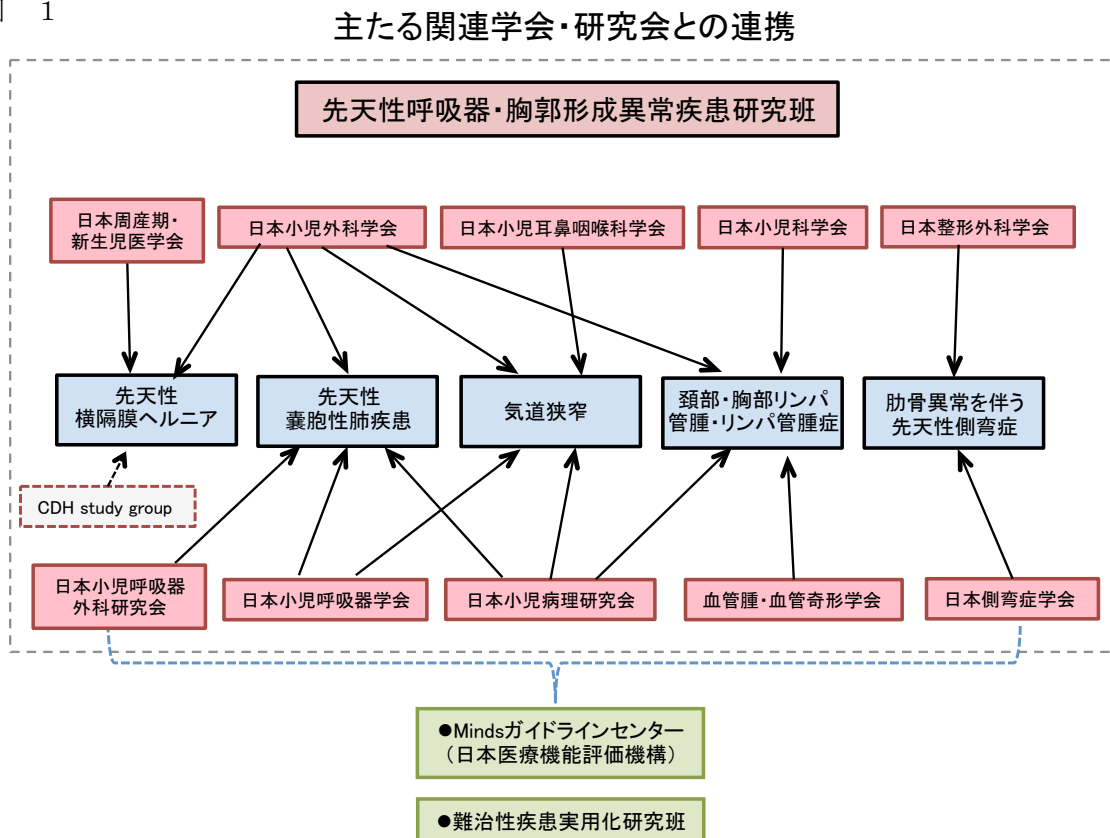 1
主たる関連学会・研究会との連携
先天性呼吸器・胸郭形成異常疾患研究班
日本周産期・
新生児医学会
日本小児外科学会
日本小児耳鼻咽喉科学会
日本小児科学会
日本整形外科学会
先天性
横隔膜ヘルニア
先天性
嚢胞性肺疾患
気道狭窄
頚部・胸部リンパ
管腫・リンパ管腫症
肋骨異常を伴う
先天性側弯症
CDH study group
日本小児呼吸器
外科研究会
日本小児呼吸器学会
日本小児病理研究会
血管腫・血管奇形学会
日本側弯症学会
●Mindsガイドラインセンター
（日本医療機能評価機構）
●難治性疾患実用化研究班